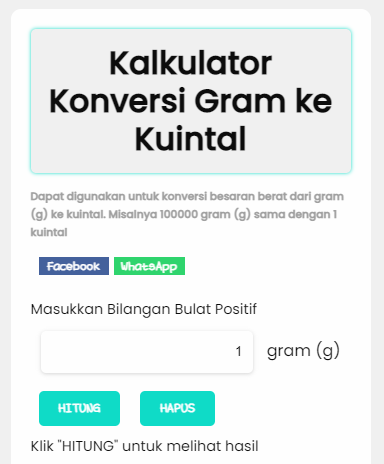 Kalkulator
Konversi Gram ke
Kuintal
Dapat digunakan untuk konversi besaran berat dari gram
(g) ke kuintal. Misalnya 100000 gram (g) sama dengan 1
kuintal
Facebook WhatsApp
Masukkan Bilangan Bulat Positif
1 gram (g)
HITUNG HAPUS
Klik "HITUNG" untuk melihat hasil